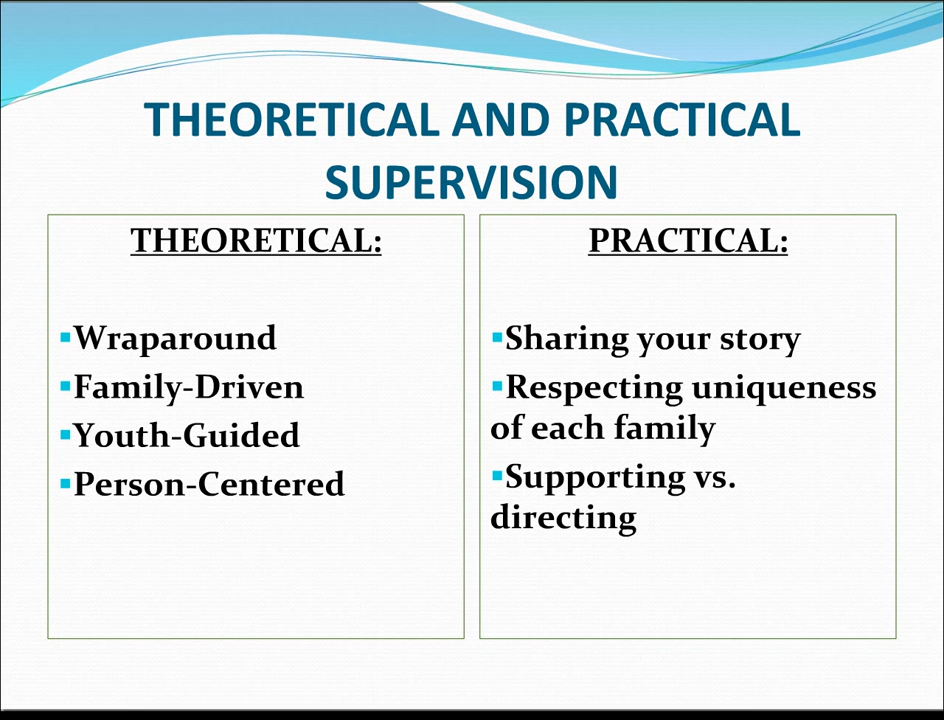 THEORETICAL AND PRACTICAL
SUPERVISION
THEORETICAL:
▪Wraparound
▪Family-Driven
▪Youth-Guided
▪Person-Centered
PRACTICAL:
▪Sharing your story
▪Respecting uniqueness
of each family
▪Supporting vs.
directing